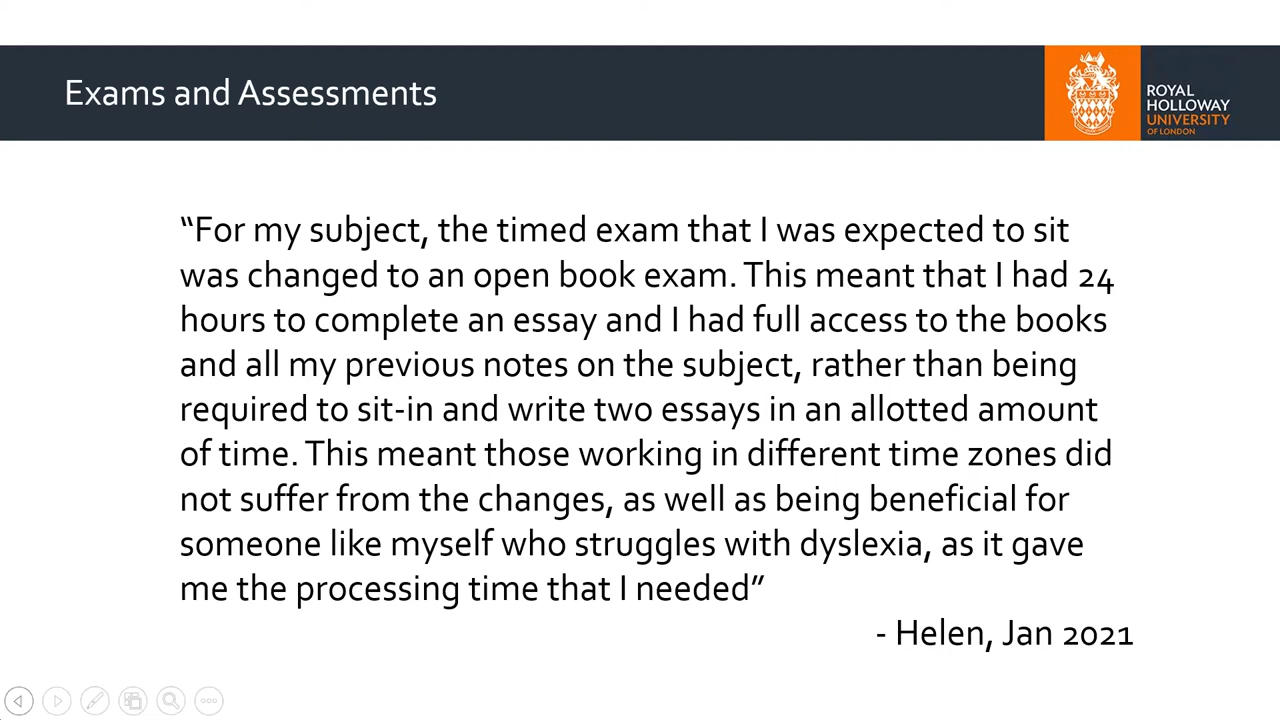 Exams and Assessments
ROYAL
HOLLOWAY
UNIVERSITY
OF LONDON
“For my subject, the timed exam that I was expected to sit
was changed to an open book exam. This meant that I had 24
hours to complete an essay and I had full access to the books
and all my previous notes on the subject, rather than being
required to sit-in and write two essays in an allotted amount
of time. This meant those working in different time zones did
not suffer from the changes, as well as being beneficial for
someone like myself who struggles with dyslexia, as it gave
me the processing time that I needed”
- Helen, Jan 2021